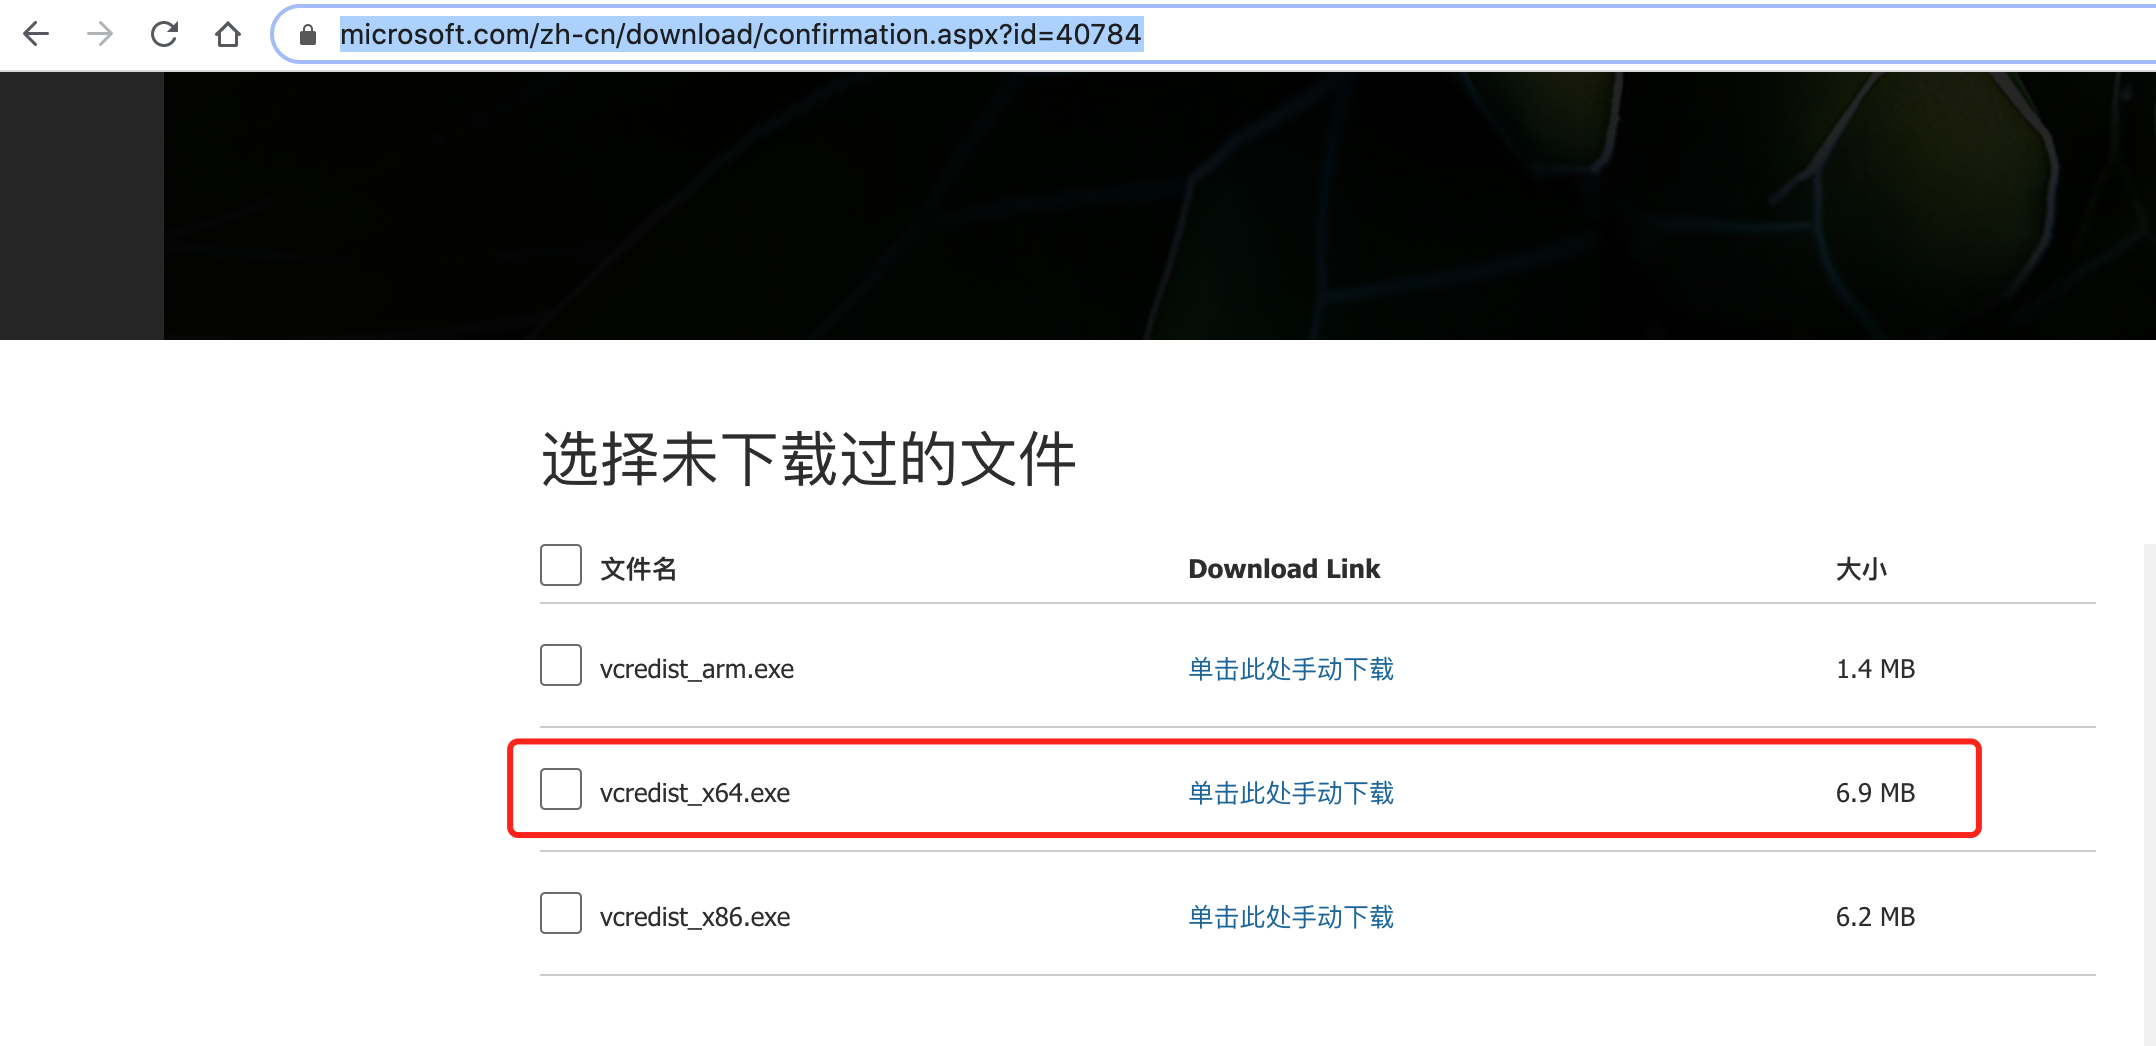 microsoft.com/zh-cn/download/confirmation.aspx?id=40784
选择未下载过的文件
文件名 Download Link 大小
vcredist_arm.exe 单击此处手动下载 1.4 MB
vcredist_x64.exe 单击此处手动下载 6.9 MB
vcredist_x86.exe 单击此处手动下载 6.2 MB